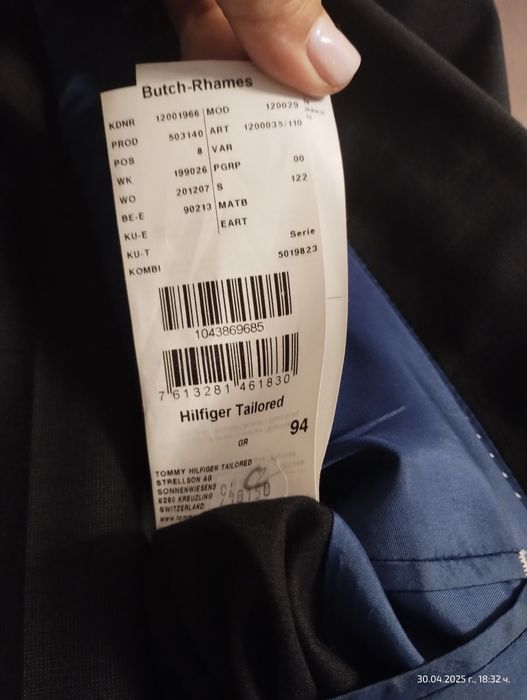 Butch-Rhames
KDNR 12001966 MOD 120029
PROD 503140 ART 1200035/110
POS 8 VAR
WK 199026 PGRP 00
WO 201207 S 122
BE-E 90213 MATB
KU-E EART
KU-T Serie
KOMBI 5019823
1043869685
7 613281 461830
Hilfiger Tailored
GR 94
TOMMY HILFIGER TAILORED
STRELLSON AG
SONNENWIESENS
8280 KREUZLING
SWITZERLAND
www.tomm
30.04.2025 г., 18:32 ч.